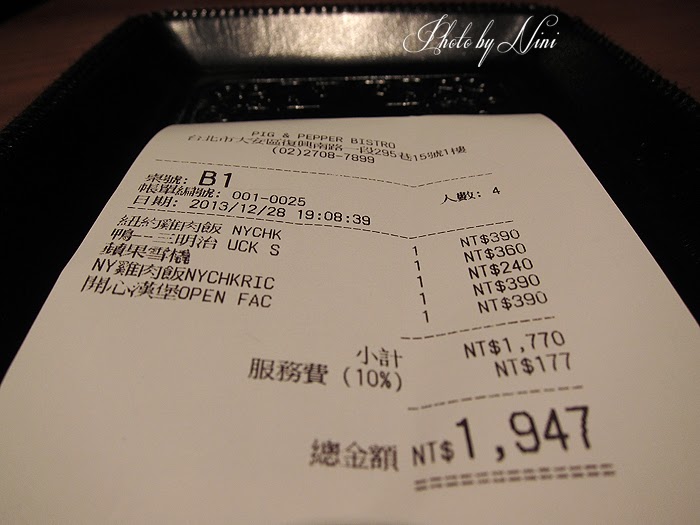 Photo by Nini
PIG & PEPPER BISTRO
台北市大安區復興南路一段295巷15號1樓
(02)2708-7899
桌號: B1
人數: 4
帳單編號: 001-0025
日期: 2013/12/28 19:08:39
紐約雞肉飯 NYCHK 1 NT$390
鴨一三明治 UCK S 1 NT$360
蘋果雪橇 1 NT$240
NY雞肉飯NYCHKRIC 1 NT$390
開心漢堡OPEN FAC 1 NT$390
小計 NT$1,770
服務費 (10%) NT$177
總金額 NT$1,947